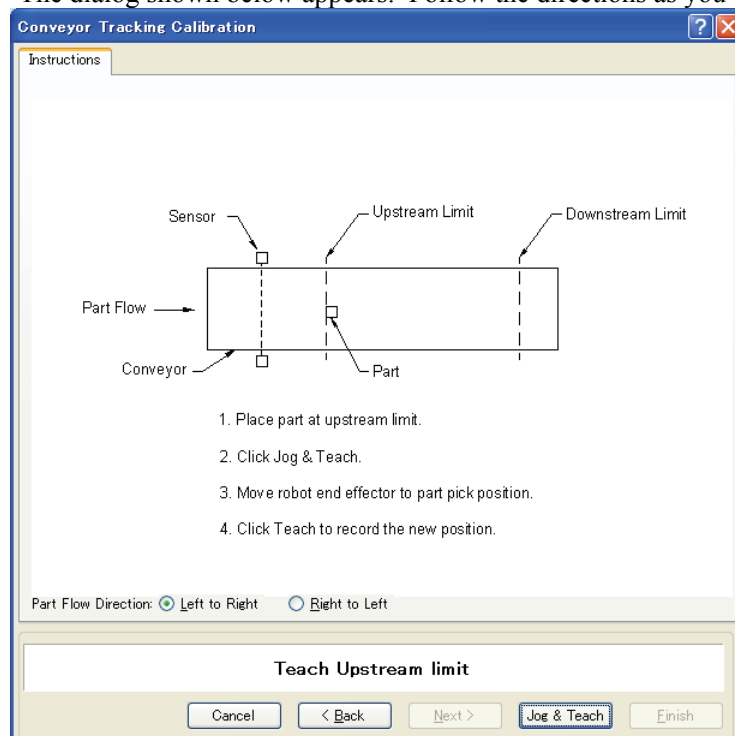 The dialog shown below appears. Follow the directions as you
Conveyor Tracking Calibration
Instructions
Sensor
Upstream Limit
Downstream Limit
Part Flow
Conveyor
Part
1. Place part at upstream limit.
2. Click Jog & Teach.
3. Move robot end effector to part pick position.
4. Click Teach to record the new position.
Part Flow Direction: Left to Right Right to Left
Teach Upstream limit
Cancel < Back Next > Jog & Teach Finish